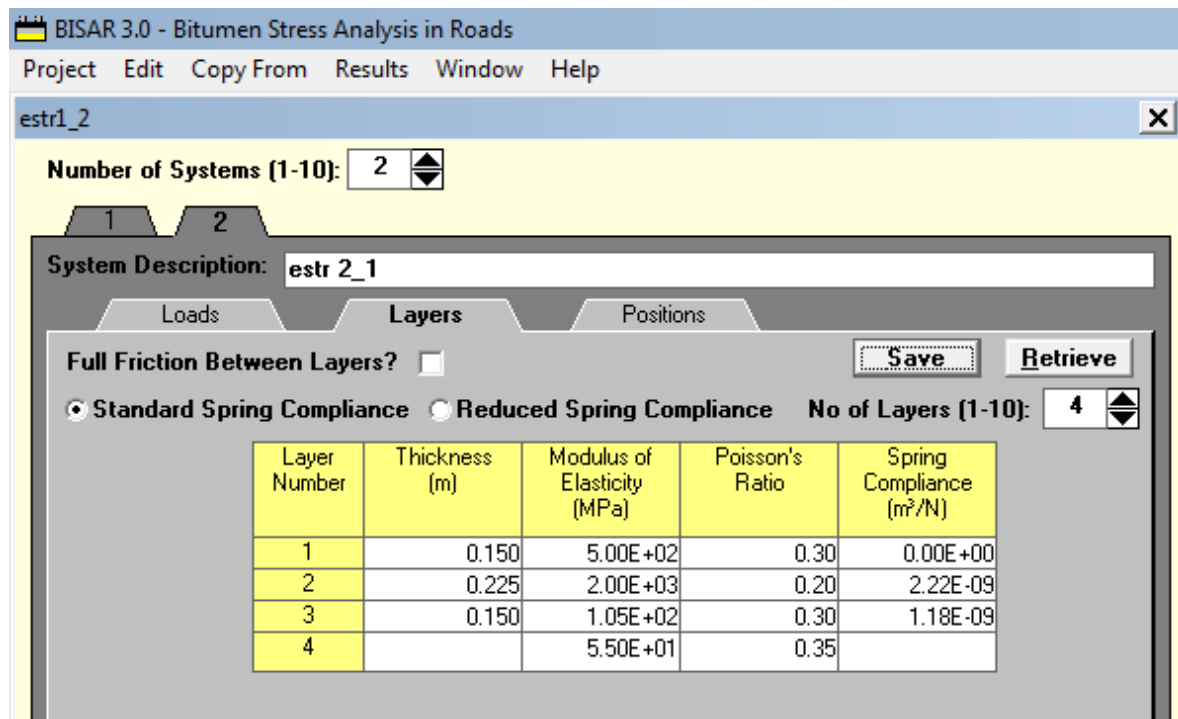 BISAR 3.0 - Bitumen Stress Analysis in Roads
Project Edit Copy From Results Window Help
estr1_2
Number of Systems (1-10): 2
1 2
System Description: estr 2_1
Loads Layers Positions
Full Friction Between Layers? Save Retrieve
Standard Spring Compliance Reduced Spring Compliance No of Layers (1-10): 4
Layer Number Thickness (m) Modulus of Elasticity (MPa) Poisson's Ratio Spring Compliance (m³/N)
1 0.150 5.00E+02 0.30 0.00E+00
2 0.225 2.00E+03 0.20 2.22E-09
3 0.150 1.05E+02 0.30 1.18E-09
4 5.50E+01 0.35